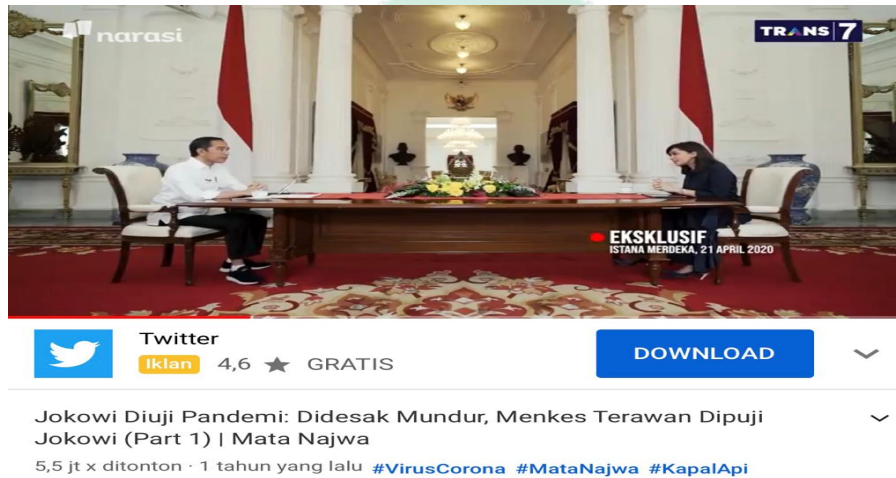 narasi
TRANS 7
EKSKLUSIF
ISTANA MERDEKA, 21 APRIL 2020
Twitter
Iklan 4,6 ★ GRATIS
DOWNLOAD
Jokowi Diuji Pandemi: Didesak Mundur, Menkes Terawan Dipuji
Jokowi (Part 1) | Mata Najwa
5,5 jt x ditonton · 1 tahun yang lalu #VirusCorona #MataNajwa #KapalApi